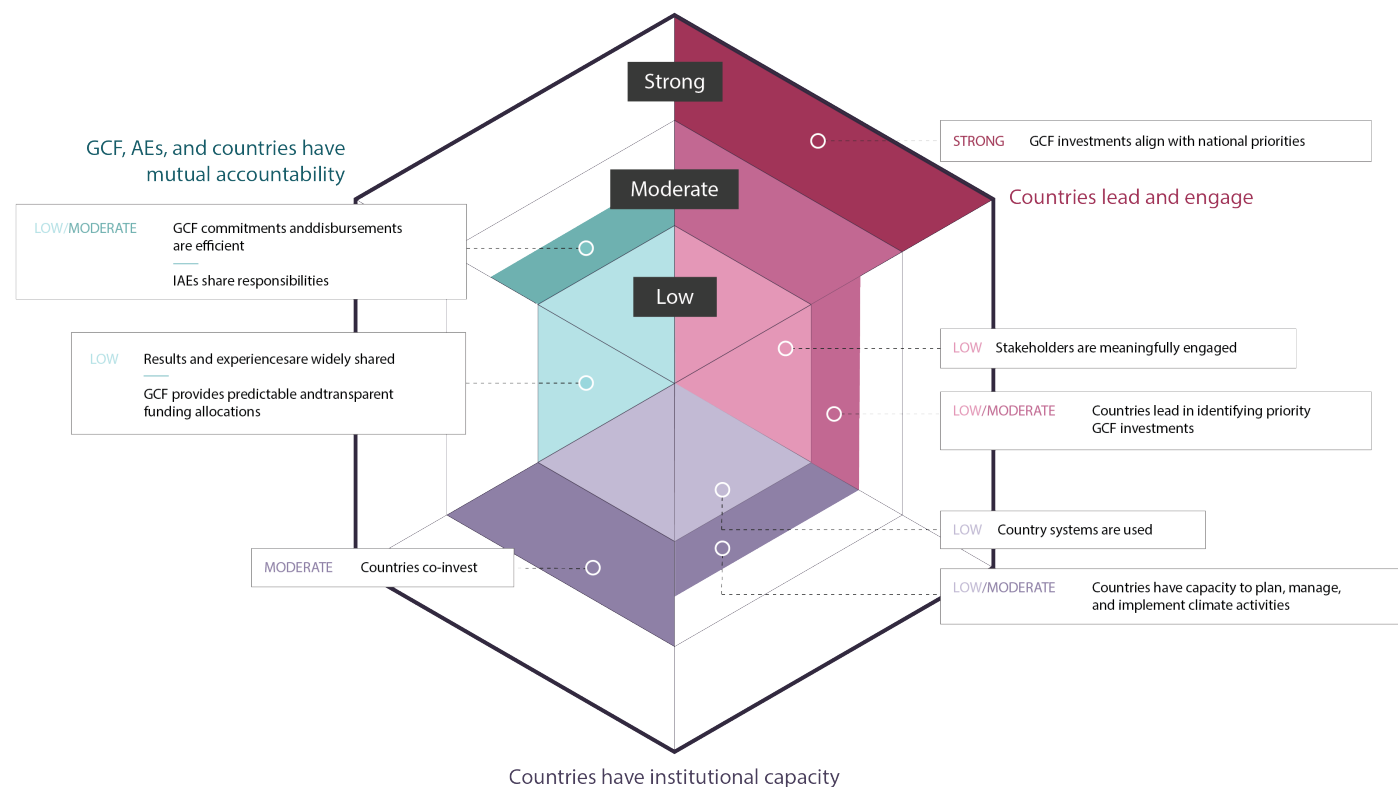 Strong
Moderate
Low
GCF, AEs, and countries have
mutual accountability
LOW/MODERATE
GCF commitments anddisbursements
are efficient
IAEs share responsibilities
LOW
Results and experiencesare widely shared
GCF provides predictable andtransparent
funding allocations
MODERATE
Countries co-invest
STRONG
GCF investments align with national priorities
Countries lead and engage
LOW
Stakeholders are meaningfully engaged
LOW/MODERATE
Countries lead in identifying priority
GCF investments
LOW
Country systems are used
LOW/MODERATE
Countries have capacity to plan, manage,
and implement climate activities
Countries have institutional capacity